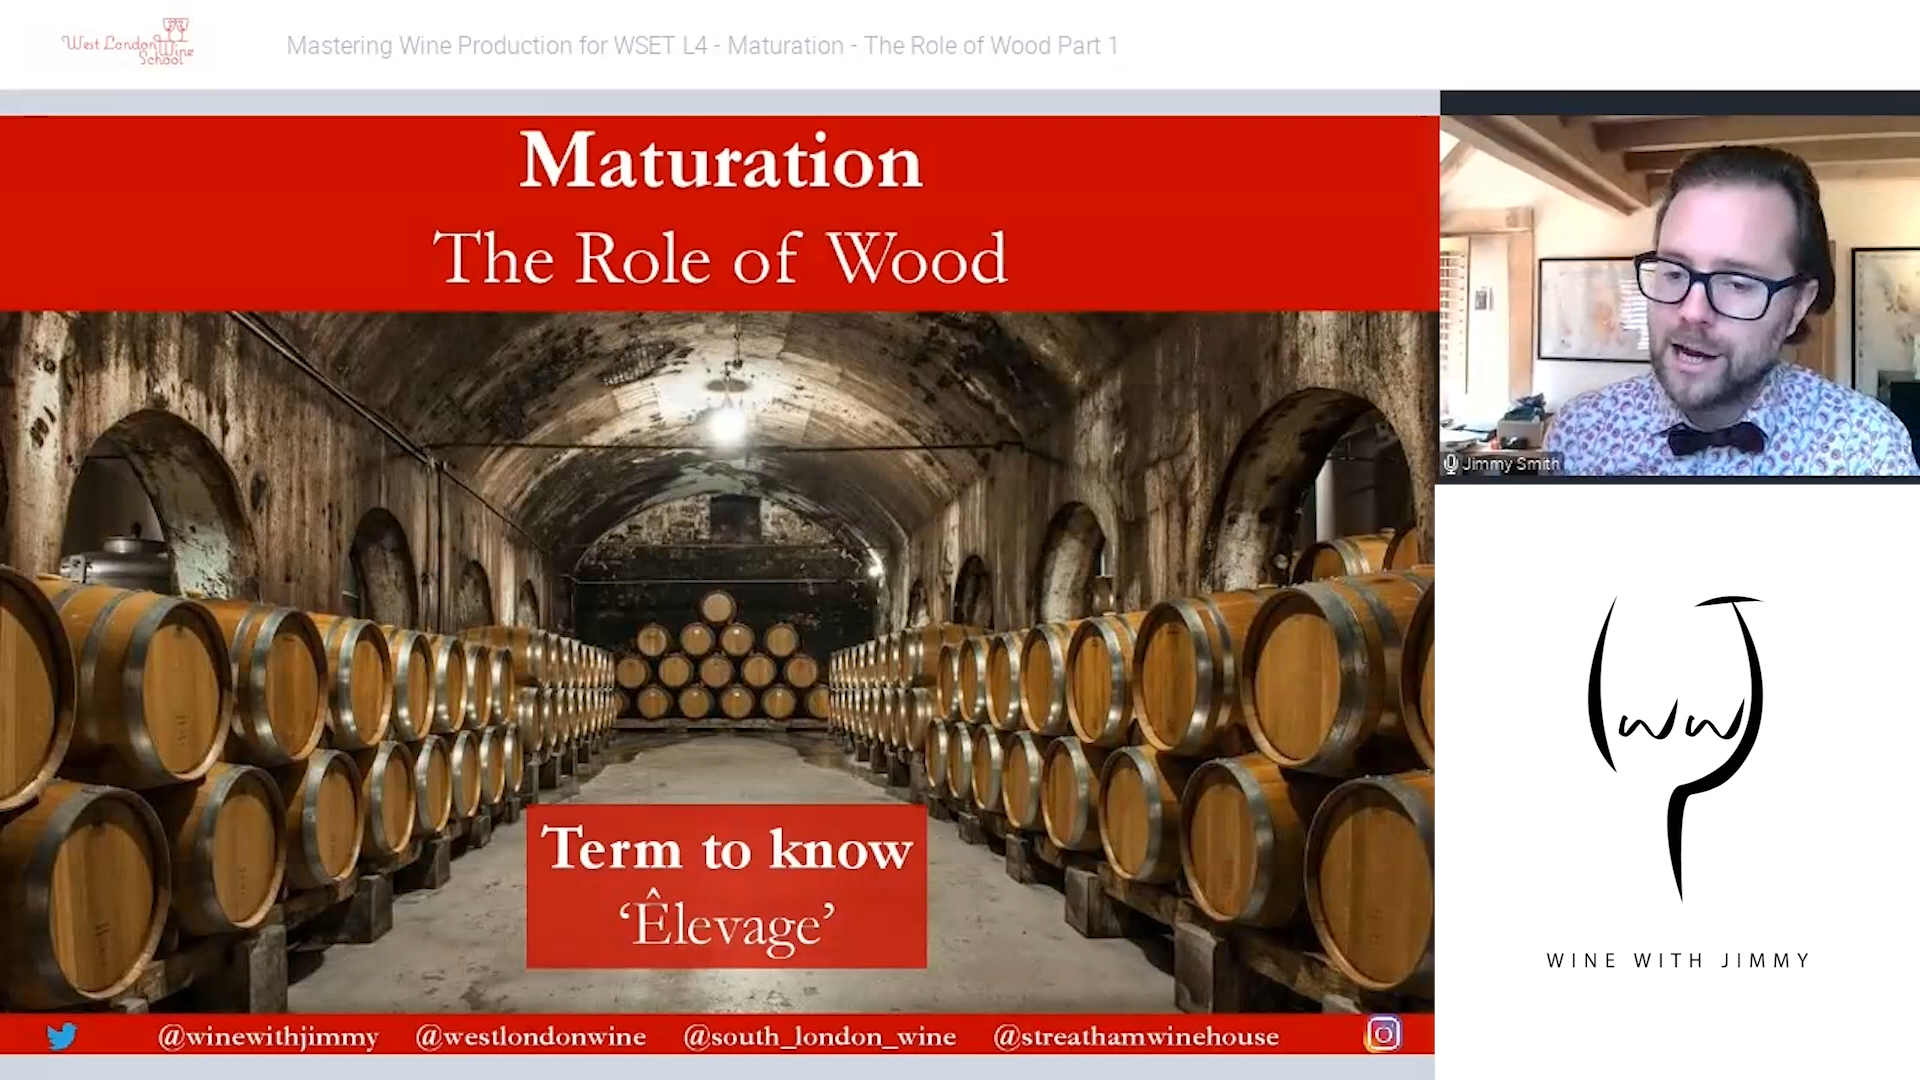 West London Wine School
Mastering Wine Production for WSET L4 - Maturation - The Role of Wood Part 1
Maturation
The Role of Wood
Jimmy Smith
Term to know
‘Êlevage’
WINE WITH JIMMY
@winewithjimmy @westlondonwine @south_london_wine @streathamwinehouse